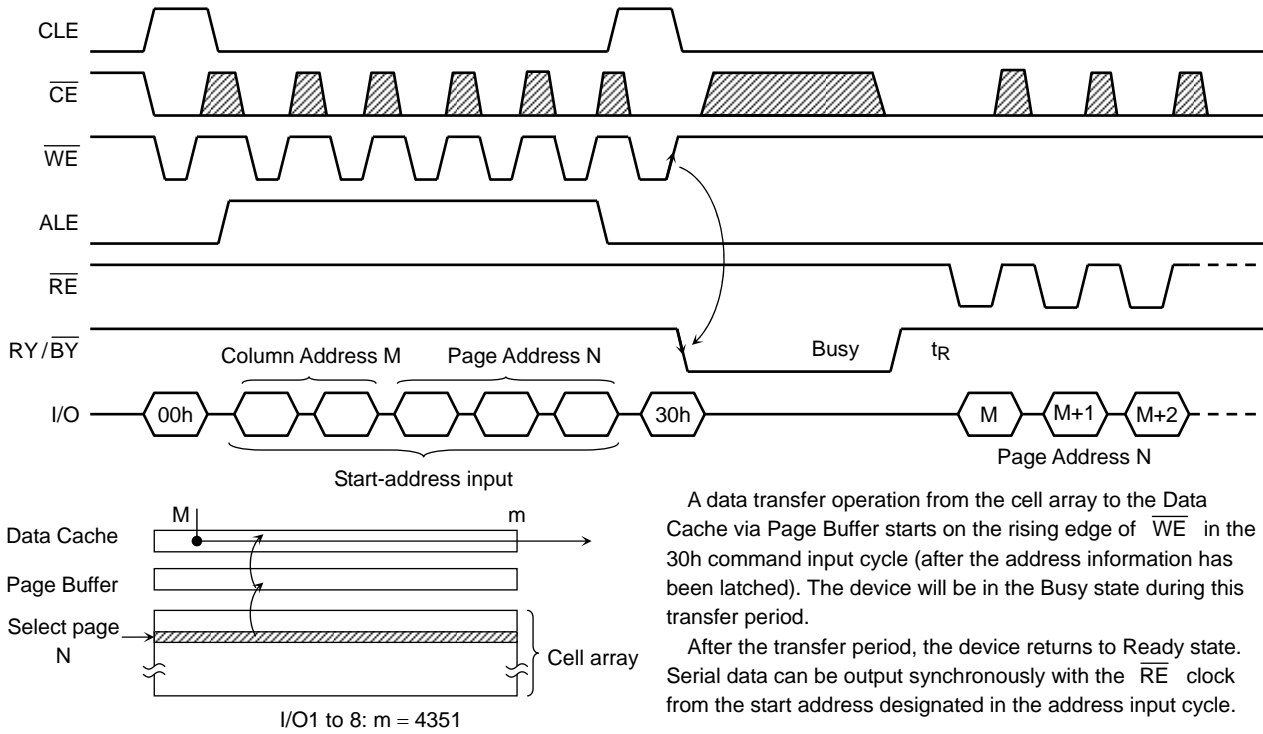 CLE
CE
WE
ALE
RE
RY/BY
Column Address M
Page Address N
Busy
tR
I/O
00h
30h
M
M+1
M+2
Start-address input
Page Address N
M
m
Data Cache
Page Buffer
Select page
N
Cell array
I/O1 to 8: m = 4351
A data transfer operation from the cell array to the Data
Cache via Page Buffer starts on the rising edge of WE in the
30h command input cycle (after the address information has
been latched). The device will be in the Busy state during this
transfer period.
After the transfer period, the device returns to Ready state.
Serial data can be output synchronously with the RE clock
from the start address designated in the address input cycle.